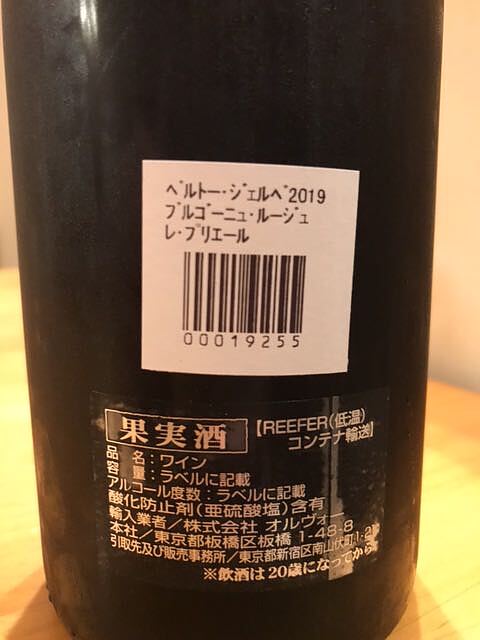 ベルトー・ジェルベ2019
ブルゴーニュ・ルージュ
レ・プリエール
00019255
果実酒
【REEFER(低温)
コンテナ輸送】
品名:ワイン
容量:ラベルに記載
アルコール度数:ラベルに記載
酸化防止剤(亜硫酸塩)含有
輸入業者/株式会社 オルヴォー
本社/東京都板橋区板橋 1-48-8
引取先及び販売事務所/東京都新宿区南山伏町1-2
※飲酒は20歳になってから